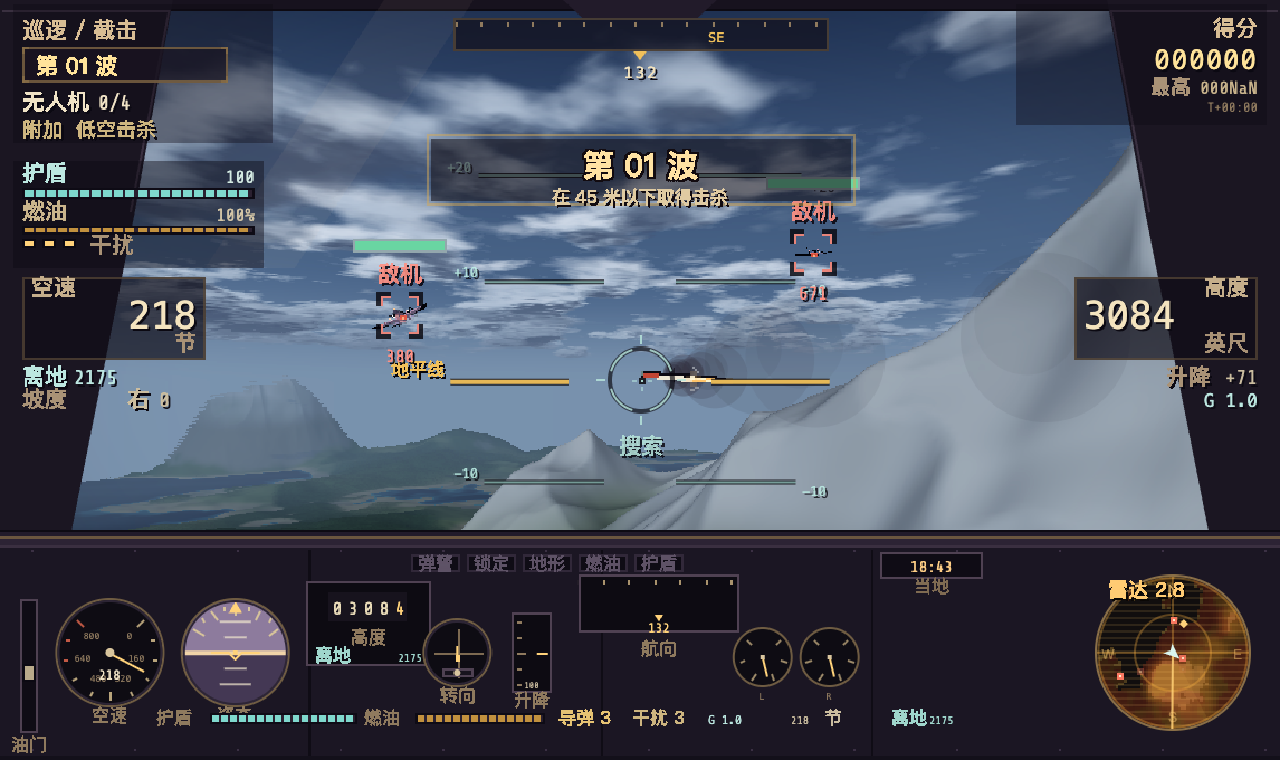 巡逻 / 截击
第 01 波
无人机 0/4
附加 低空击杀
护盾 100
燃油 100%
干扰
空速
218
节
离地 2175
坡度 右 0
SE
132
得分
000000
最高 000NaN
T+00:00
第 01 波
在 45 米以下取得击杀
+20
敌机
671
敌机
380
+10
地平线
搜索
-10
-10
高度
3084
英尺
升降 +71
G 1.0
弹警 锁定 地形 燃油 护盾
18:43
当地
雷达 2.8
W E
S
800 0
640 160
218
空速
03084
高度
离地 2175
转向
-100
升降
132
航向
L R
护盾 燃油 导弹 3 干扰 3 G 1.0 218 节 离地 2175
油门